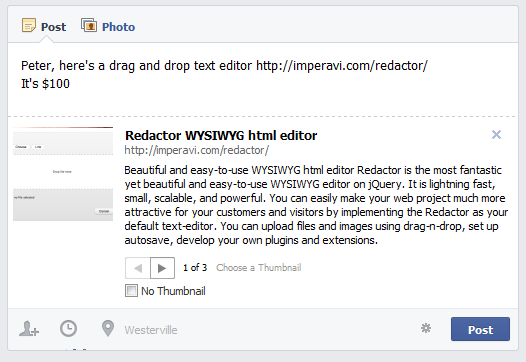 Post Photo
Peter, here's a drag and drop text editor http://imperavi.com/redactor/
It's $100
Redactor WYSIWYG html editor
http://imperavi.com/redactor/
Beautiful and easy-to-use WYSIWYG html editor Redactor is the most fantastic
yet beautiful and easy-to-use WYSIWYG editor on jQuery. It is lightning fast,
small, scalable, and powerful. You can easily make your web project much more
attractive for your customers and visitors by implementing the Redactor as your
default text-editor. You can upload files and images using drag-n-drop, set up
autosave, develop your own plugins and extensions.
1 of 3 Choose a Thumbnail
No Thumbnail
Westerville
Post